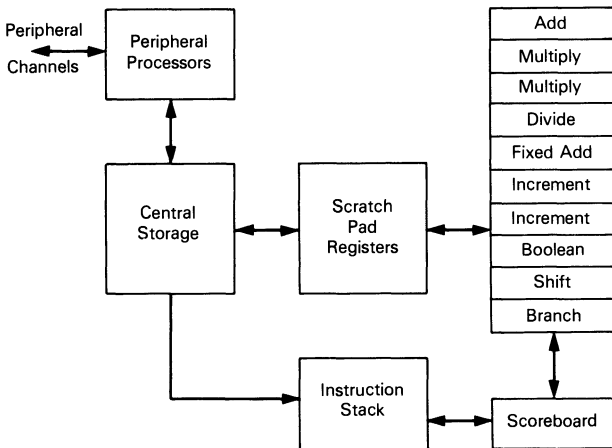 Peripheral
Channels
Peripheral
Processors
Central
Storage
Scratch
Pad
Registers
Add
Multiply
Multiply
Divide
Fixed Add
Increment
Increment
Boolean
Shift
Branch
Instruction
Stack
Scoreboard